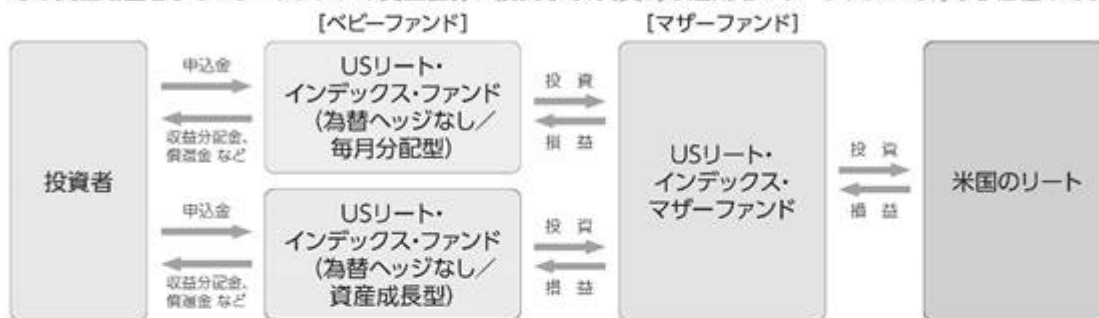 [ベビーファンド]
[マザーファンド]
投資者
申込金
収益分配金、
償還金 など
USリート・
インデックス・ファンド
(為替ヘッジなし／
毎月分配型)
投 資
損 益
申込金
収益分配金、
償還金 など
USリート・
インデックス・ファンド
(為替ヘッジなし／
資産成長型)
投 資
損 益
USリート・
インデックス・
マザーファンド
投 資
損 益
米国のリート